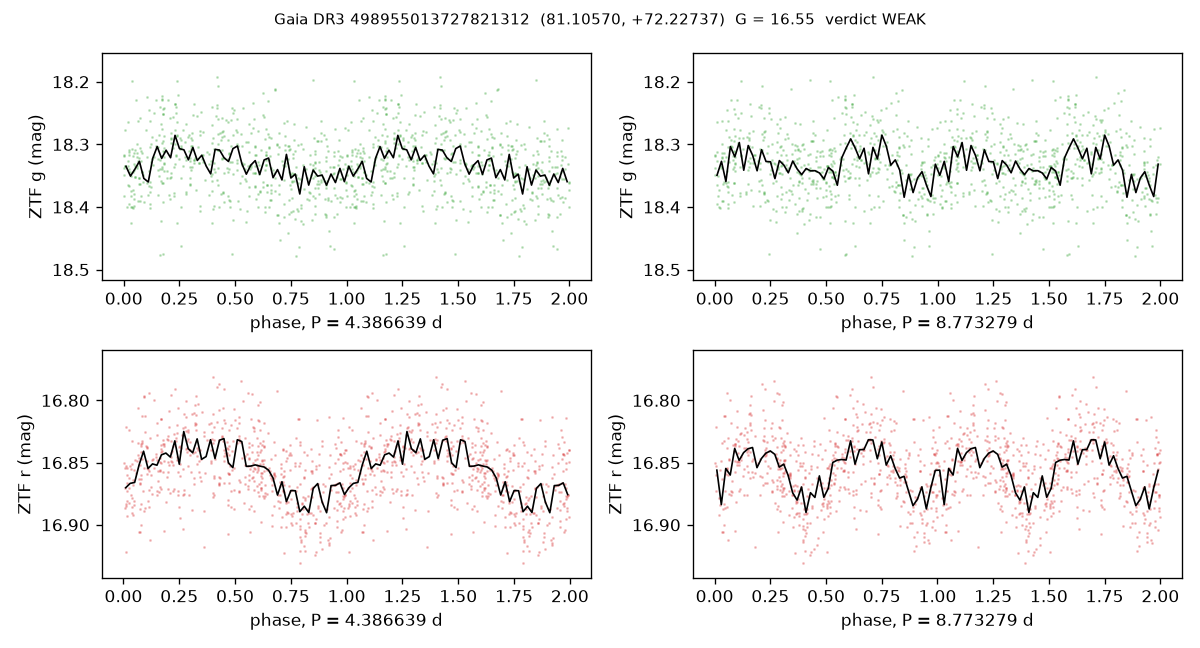 Gaia DR3 498955013727821312 (81.10570, +72.22737) G = 16.55 verdict WEAK
ZTF g (mag)
18.2
18.3
18.4
18.5
0.00 0.25 0.50 0.75 1.00 1.25 1.50 1.75 2.00
phase, P = 4.386639 d
ZTF g (mag)
18.2
18.3
18.4
18.5
0.00 0.25 0.50 0.75 1.00 1.25 1.50 1.75 2.00
phase, P = 8.773279 d
ZTF r (mag)
16.80
16.85
16.90
0.00 0.25 0.50 0.75 1.00 1.25 1.50 1.75 2.00
phase, P = 4.386639 d
ZTF r (mag)
16.80
16.85
16.90
0.00 0.25 0.50 0.75 1.00 1.25 1.50 1.75 2.00
phase, P = 8.773279 d